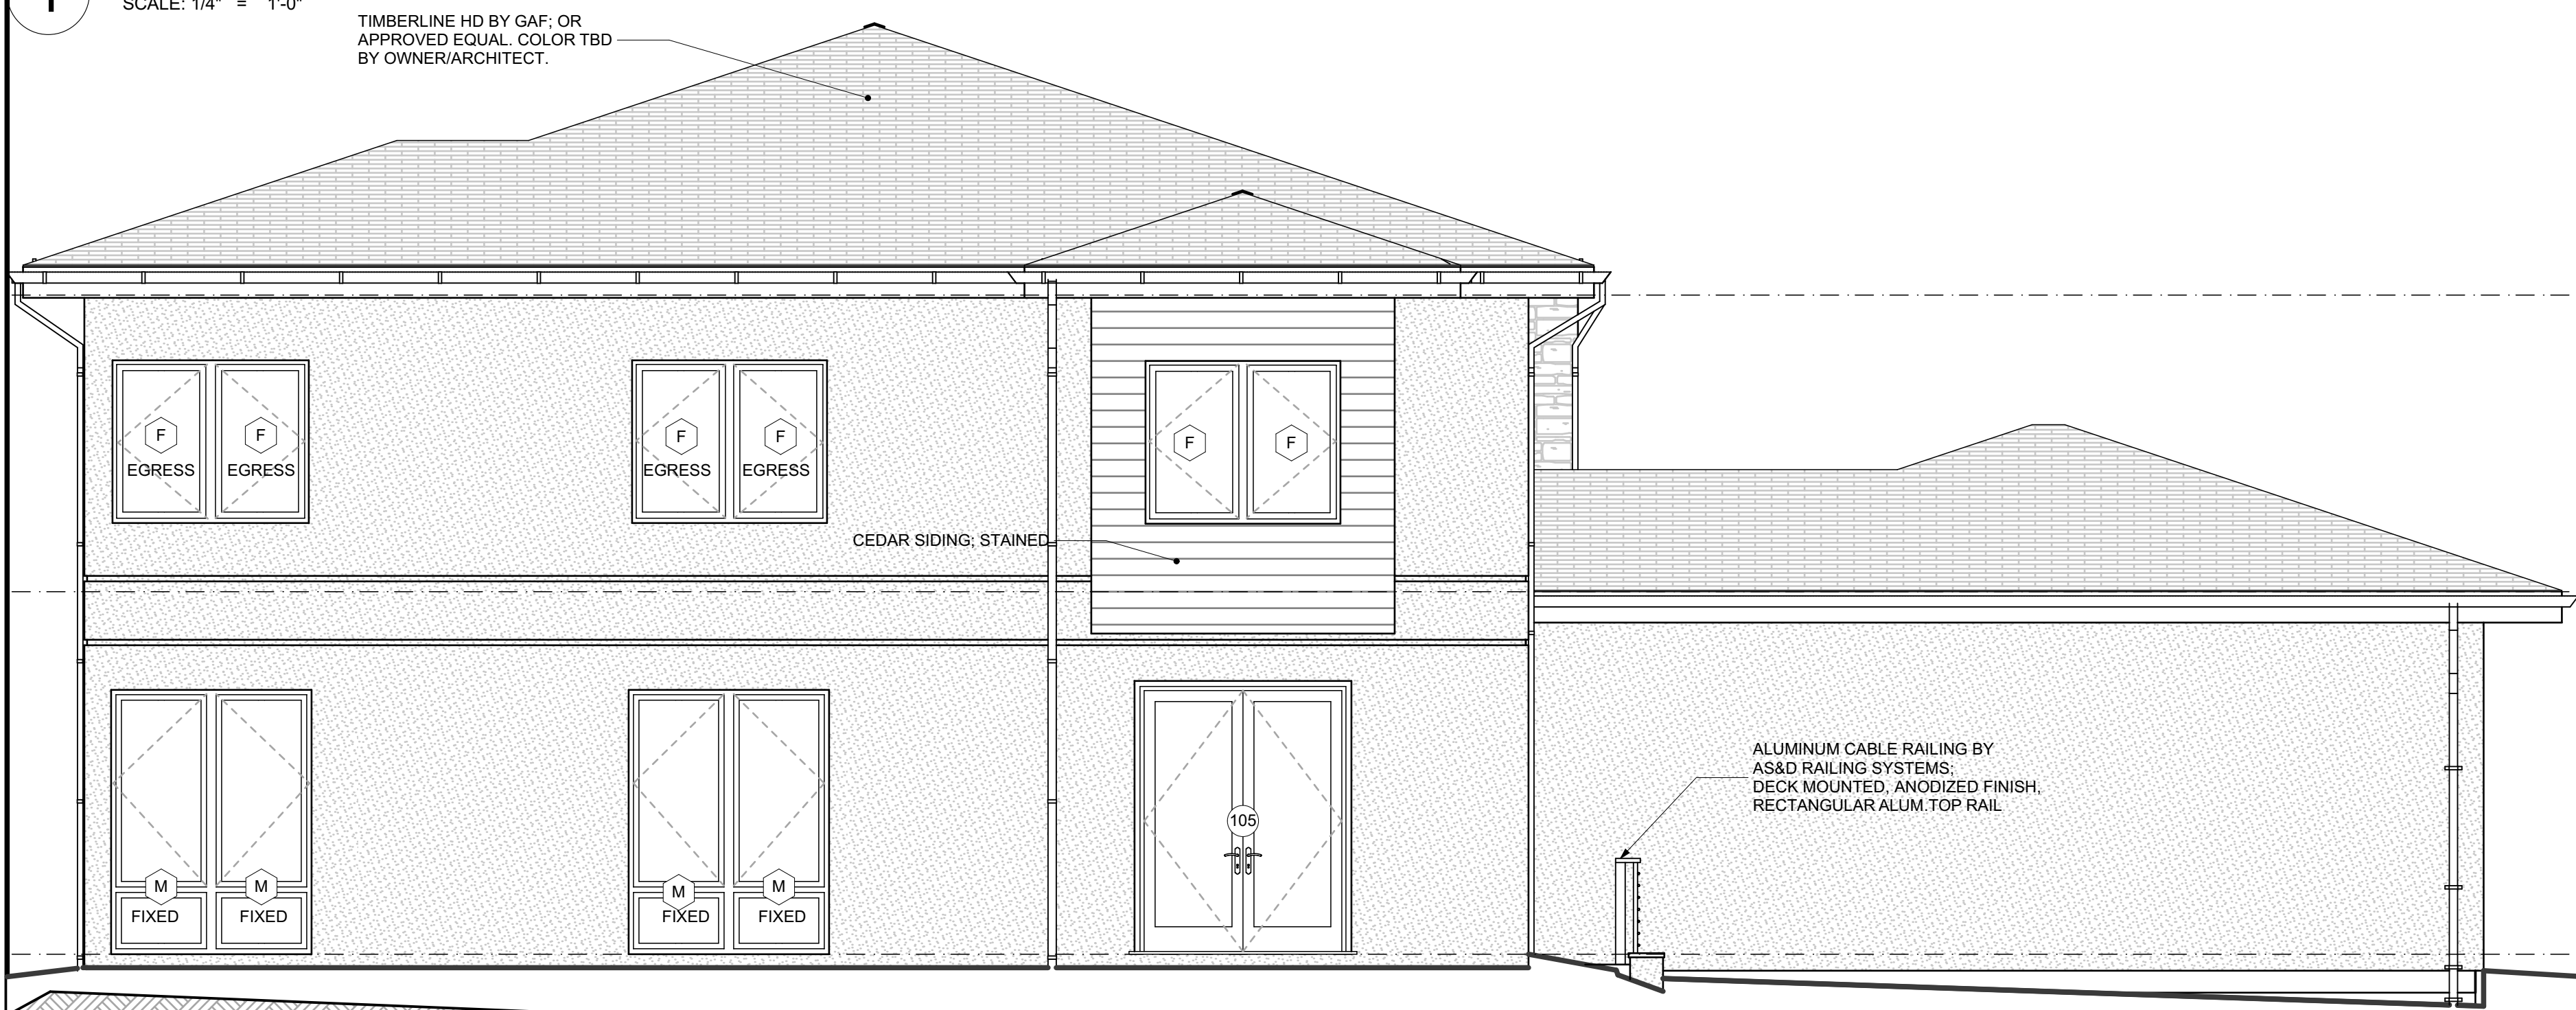 1
SCALE: 1/4" = 1'-0"
TIMBERLINE HD BY GAF; OR
APPROVED EQUAL. COLOR TBD
BY OWNER/ARCHITECT.
F F F F F F
EGRESS EGRESS EGRESS EGRESS
CEDAR SIDING; STAINED
ALUMINUM CABLE RAILING BY
AS&D RAILING SYSTEMS;
DECK MOUNTED, ANODIZED FINISH,
RECTANGULAR ALUM.TOP RAIL
105
M M M M
FIXED FIXED FIXED FIXED